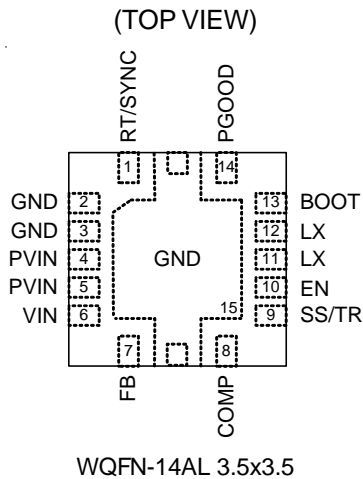 (TOP VIEW)
RT/SYNC
PGOOD
1
14
GND 2
13 BOOT
GND 3
12 LX
PVIN 4
GND
11 LX
PVIN 5
10 EN
VIN 6
15
9 SS/TR
7
8
FB
COMP
WQFN-14AL 3.5x3.5